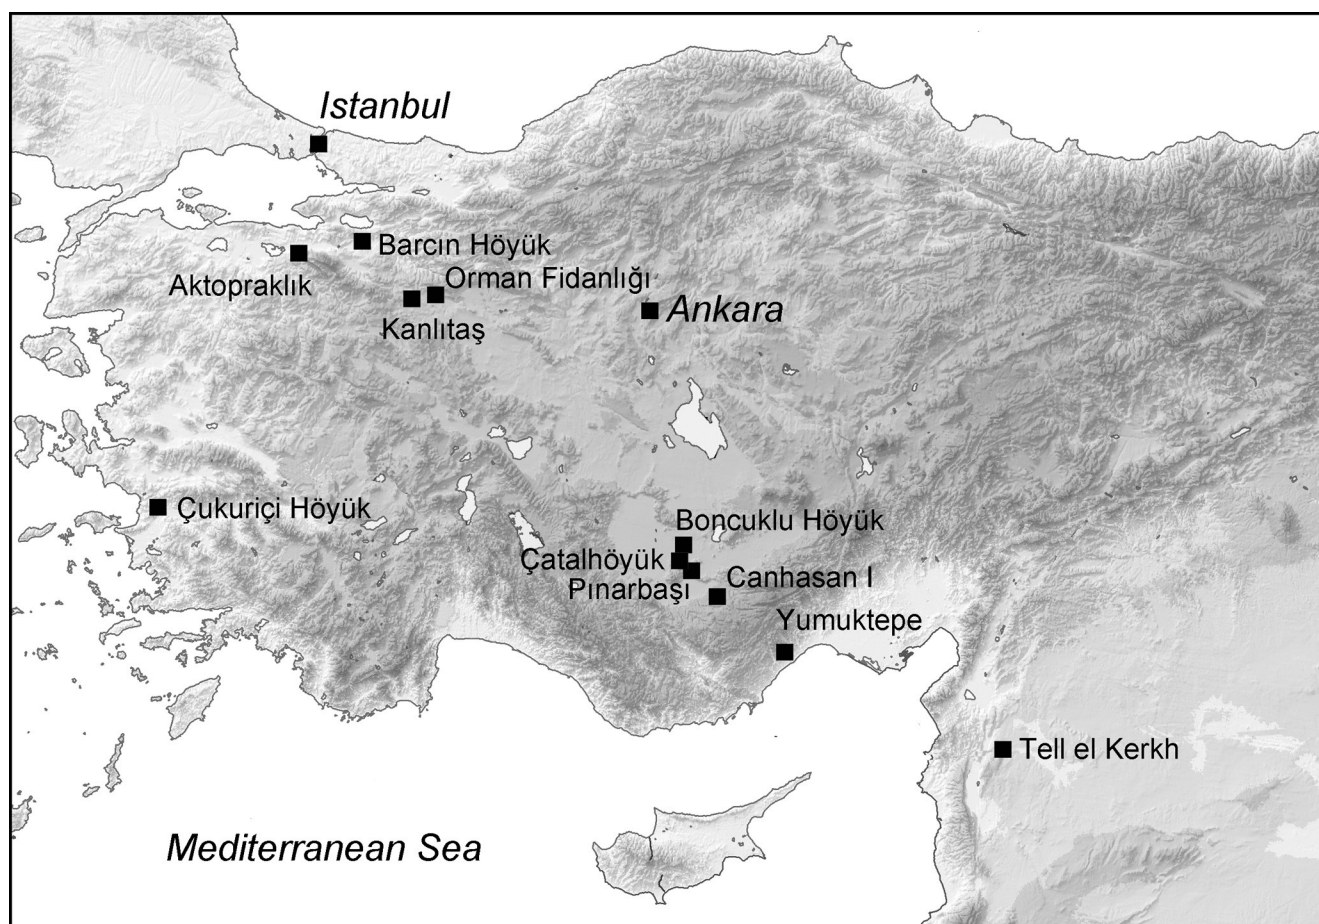 Istanbul
Barcın Höyük
Aktopraklık
Orman Fidanlığı
Kanlıtaş
Ankara
Çukuriçi Höyük
Boncuklu Höyük
Çatalhöyük
Pınarbaşı
Canhasan I
Yumuktepe
Tell el Kerkh
Mediterranean Sea